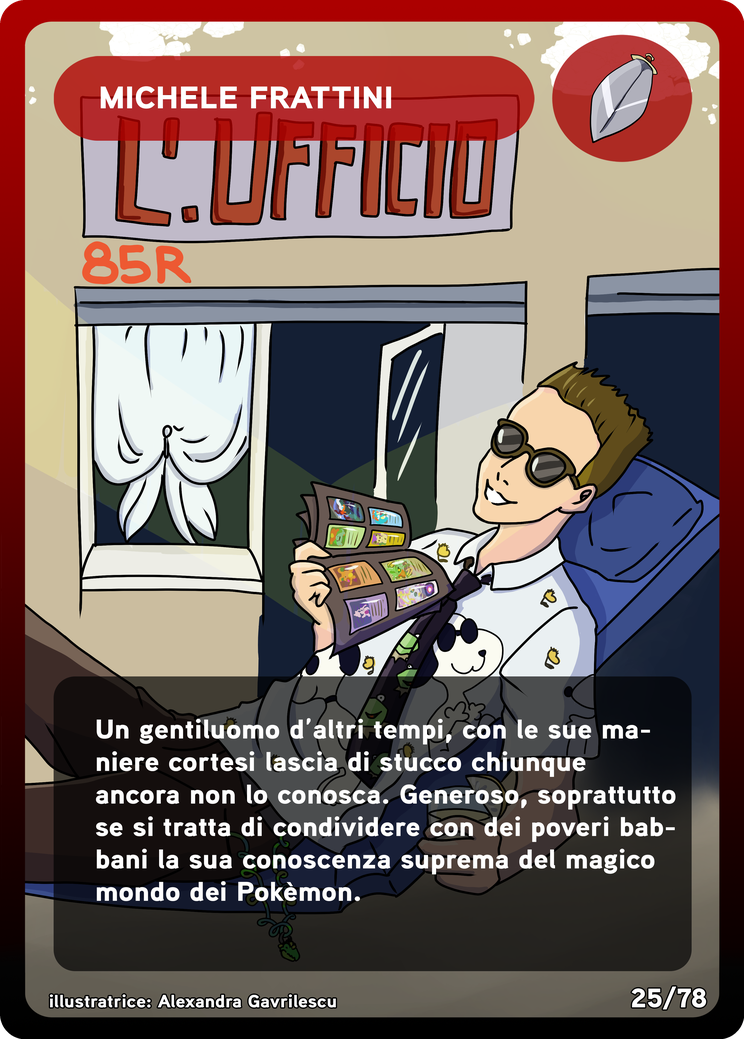 MICHELE FRATTINI
L'.UFFICIO
85R
Un gentiluomo d'altri tempi, con le sue ma-
niere cortesi lascia di stucco chiunque
ancora non lo conosca. Generoso, soprattutto
se si tratta di condividere con dei poveri bab-
bani la sua conoscenza suprema del magico
mondo dei Pokèmon.
illustratrice: Alexandra Gavrilescu
25/78